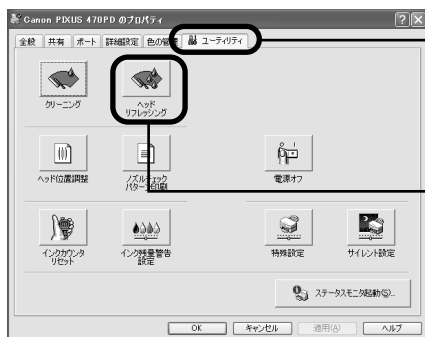 Canon PIXUS 470PD のプロパティ
全般 共有 ポート 詳細設定 色の管理 ユーティリティ
クリーニング
ヘッド
リフレッシング
ヘッド位置調整
ノズルチェック
パターン印刷
電源オフ
インクカウンタ
リセット
インク残量警告
設定
特殊設定
サイレント設定
ステータスモニタ起動(S)...
OK キャンセル 適用(A) ヘルプ